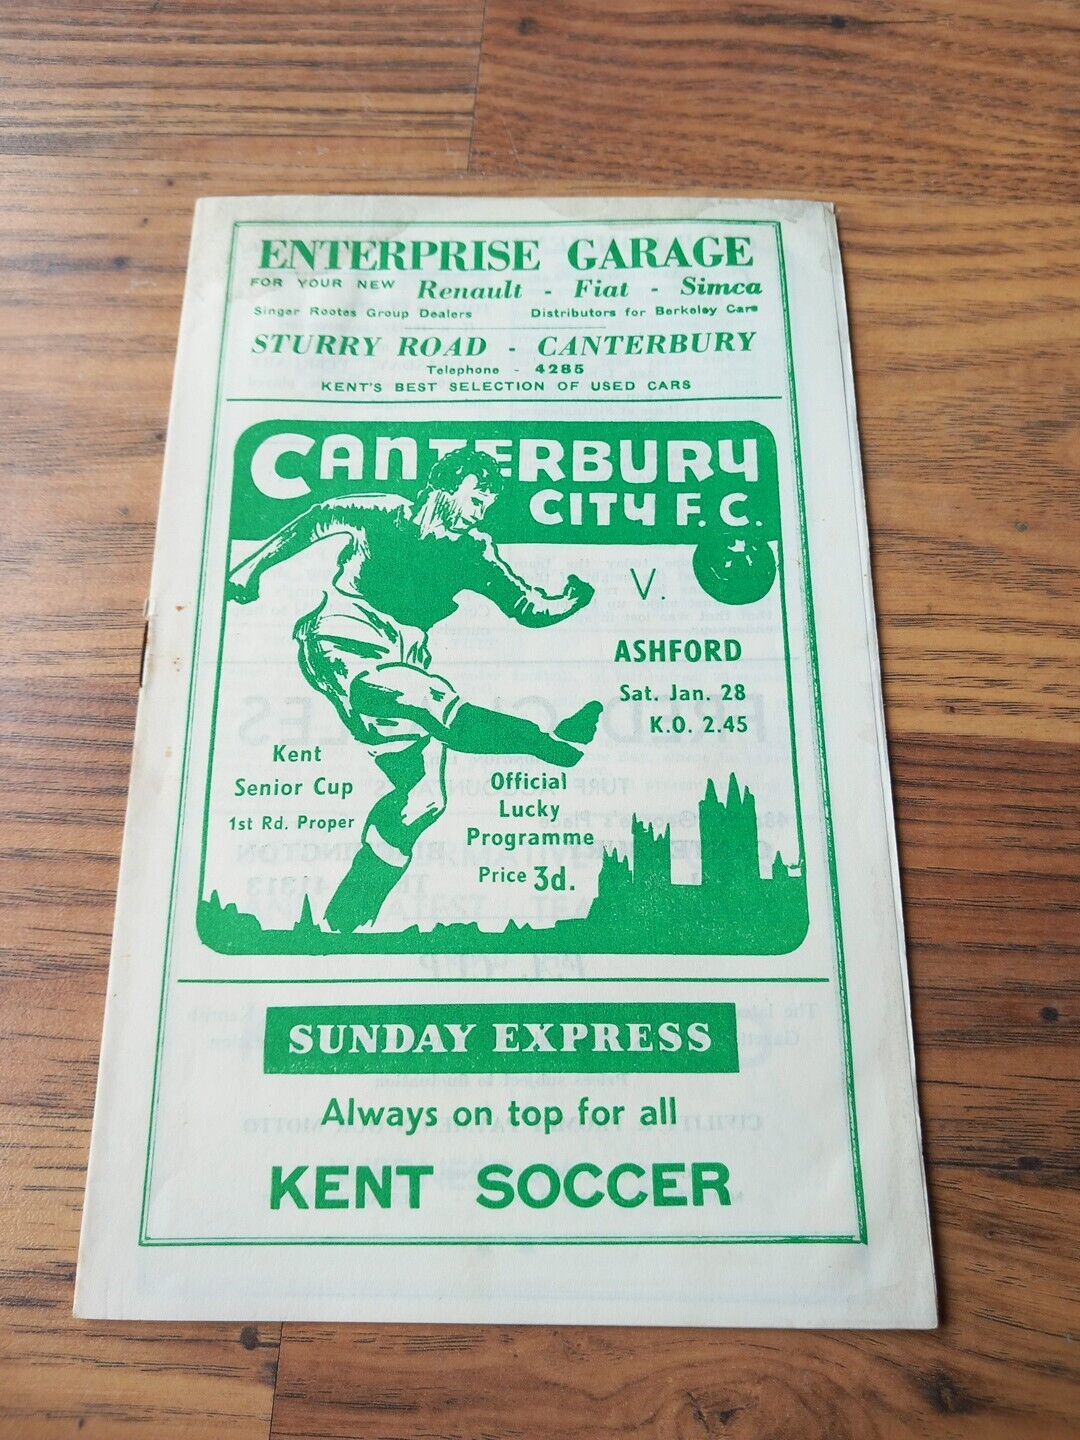 ENTERPRISE GARAGE
FOR YOUR NEW Renault - Fiat - Simca
Singer Rootes Group Dealers Distributors for Berkeley Cars
STURRY ROAD - CANTERBURY
Telephone - 4285
KENT'S BEST SELECTION OF USED CARS
CANTERBURY
CITY F.C.
V.
ASHFORD
Sat. Jan. 28
K.O. 2.45
Kent
Senior Cup
1st Rd. Proper
Official
Lucky
Programme
Price 3d.
SUNDAY EXPRESS
Always on top for all
KENT SOCCER